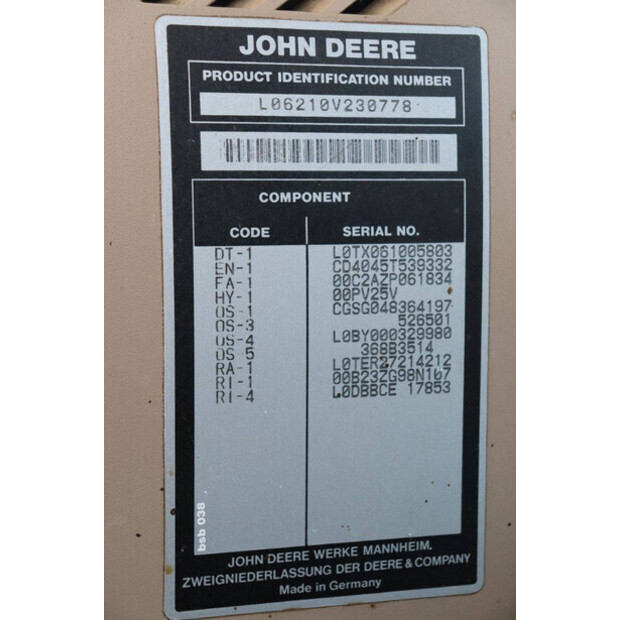 JOHN DEERE
PRODUCT IDENTIFICATION NUMBER
L06210V230778
COMPONENT
CODE SERIAL NO.
DT-1 L0TX061005803
EN-1 CD4045T539332
FA-1 00C2AZP061834
HY-1 00PV25V
OS-1 CGSG048364197
OS-3 526501
OS-4 L0BY000329980
OS-5 368B3514
RA-1 L0TER27214212
RI-1 00B23ZG98N167
RI-4 L0DBBCE 17853
bsb 038
JOHN DEERE WERKE MANNHEIM.
ZWEIGNIEDERLASSUNG DER DEERE & COMPANY
Made in Germany